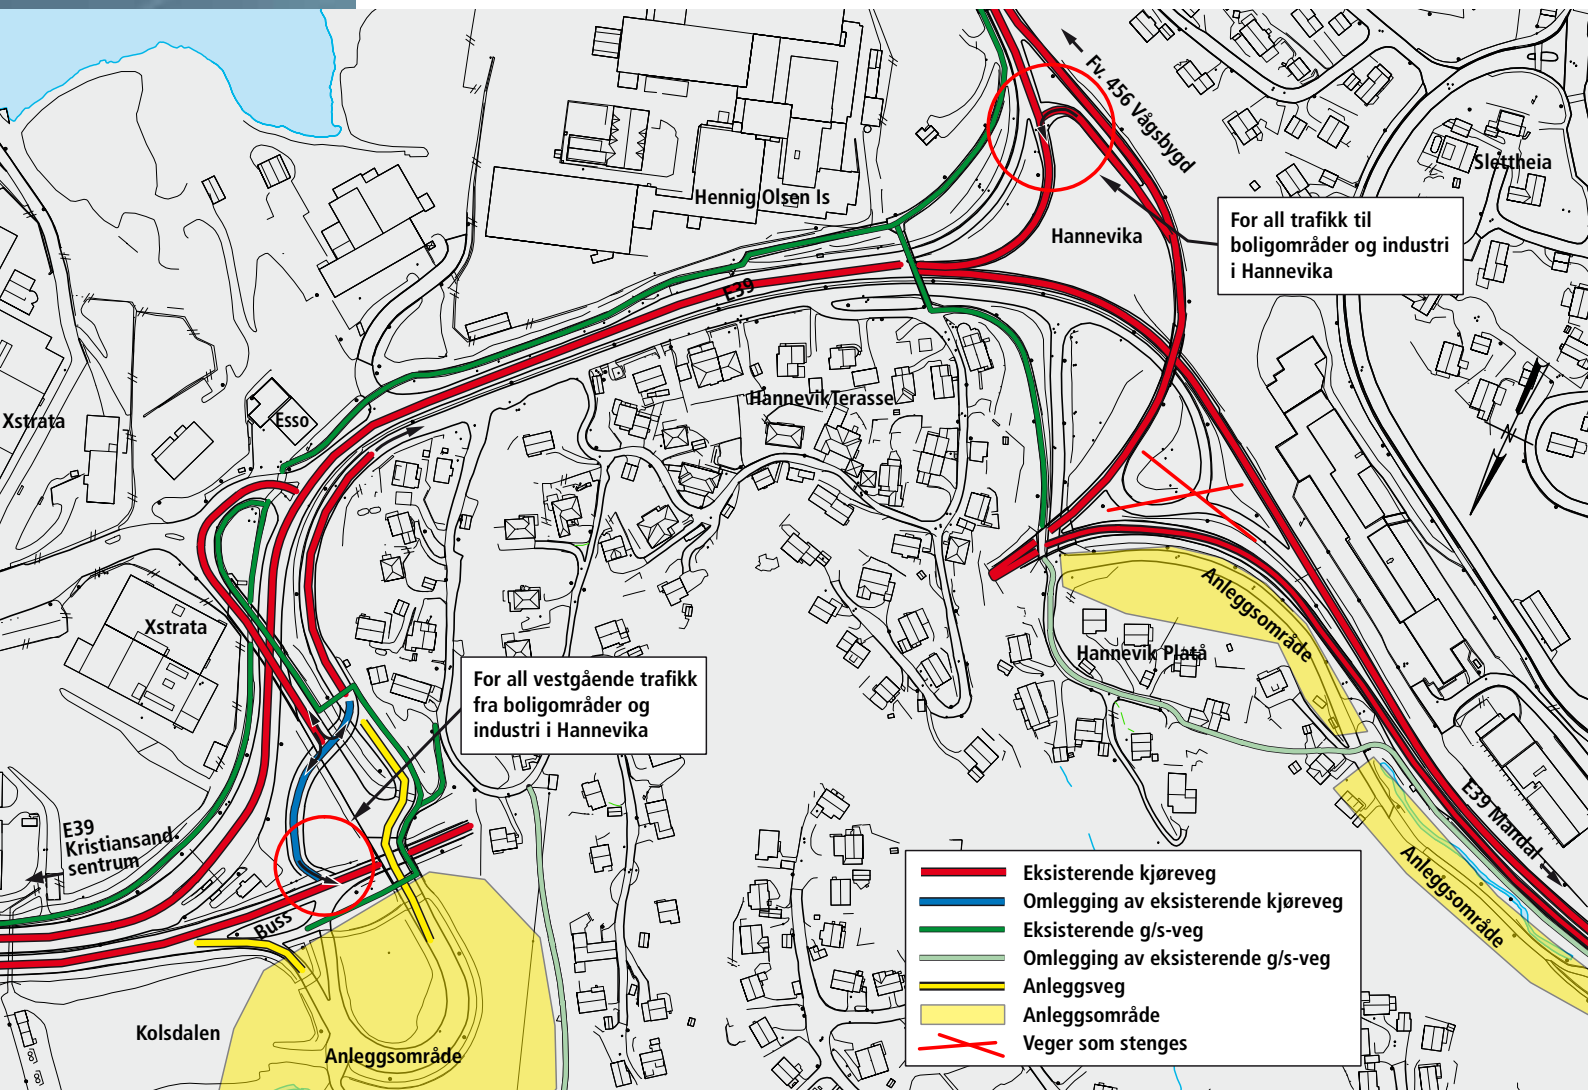 Fv. 456 Vågsbygd
Slettheia
Hennig Olsen Is
For all trafikk til
boligområder og industri
i Hannevika
Hannevika
E39
HannevikTerasse
N
Xstrata
Esso
Anleggsområde
Xstrata
Hannevik Platå
For all vestgående trafikk
fra boligområder og
industri i Hannevika
E39 Mandal
E39
Kristiansand
sentrum
Anleggsområde
Buss
Kolsdalen
Anleggsområde
Eksisterende kjøreveg
Omlegging av eksisterende kjøreveg
Eksisterende g/s-veg
Omlegging av eksisterende g/s-veg
Anleggsveg
Anleggsområde
Veger som stenges